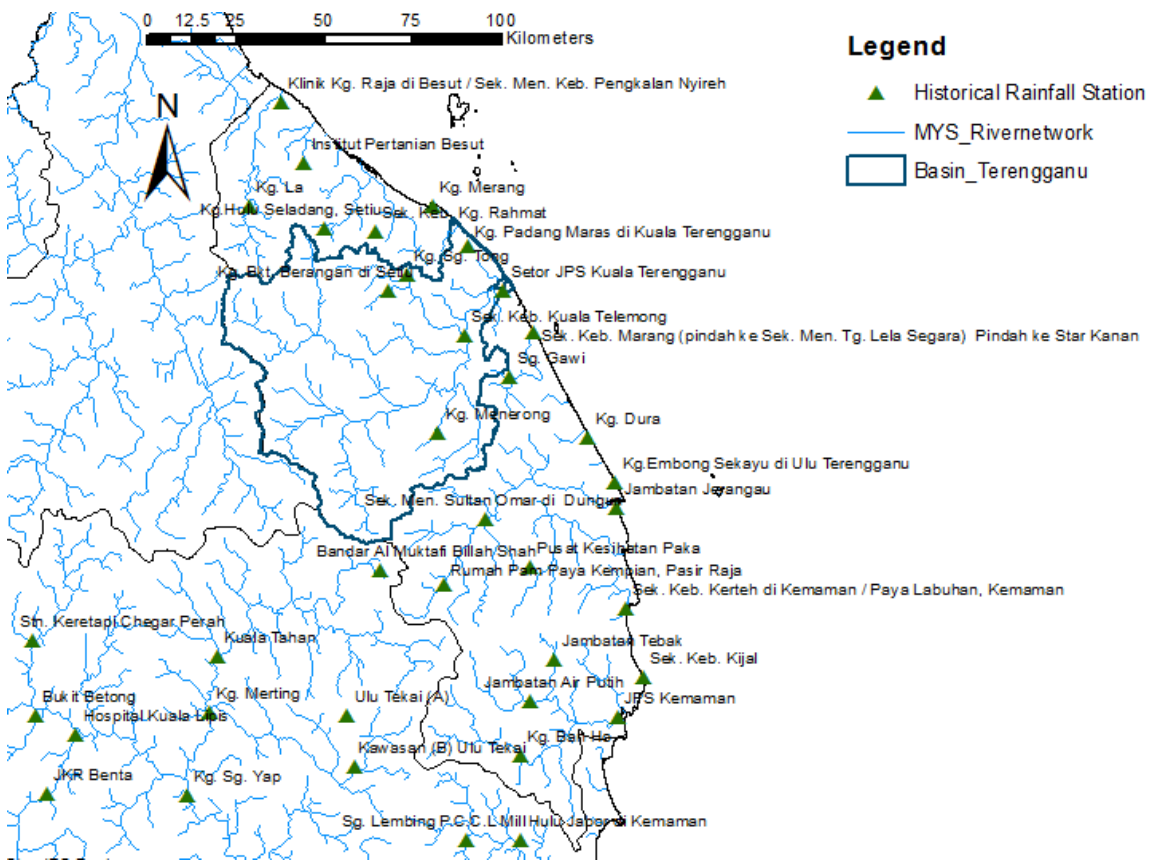 0 12.5 25 50 75 100
Kilometers
Legend
Historical Rainfall Station
MYS_Rivernetwork
Basin_Terengganu
N
Klinik Kg. Raja di Besut / Sek. Men. Keb. Pengkalan Nyireh
Institut Pertanian Besut
Kg. La
Kg. Merang
Kg.Hulu Seladang, Setiu
Sek. Keb. Kg. Rahmat
Kg. Padang Maras di Kuala Terengganu
Kg. Sg. Tong
Kg. Bkt. Berangan di Setiu
Setor JPS Kuala Terengganu
Sek. Keb. Kuala Telemong
Sek. Keb. Marang (pindah ke Sek. Men. Tg. Lela Segara) Pindah ke Star Kanan
Sg. Gawi
Kg. Menerong
Kg. Dura
Kg.Embong Sekayu di Ulu Terengganu
Jambatan Jerangau
Sek. Men. Sultan Omar di Dungun
Bandar Al Muktafi Billah Shah
Pusat Kesihatan Paka
Rumah Pam Paya Kempian, Pasir Raja
Sek. Keb. Kerteh di Kemaman / Paya Labuhan, Kemaman
Stn. Keretapi Chegar Perah
Kuala Tahan
Jambatan Tebak
Sek. Keb. Kijal
Jambatan Air Putih
Bukit Betong
Kg. Merting
Ulu Tekai (A)
JPS Kemaman
Hospital Kuala Lipis
Kg. Ban Ho
Kawasan (B) Ulu Tekai
JKR Benta
Kg. Sg. Yap
Sg. Lembing P.C.C.L Mill
Hulu Jabor di Kemaman